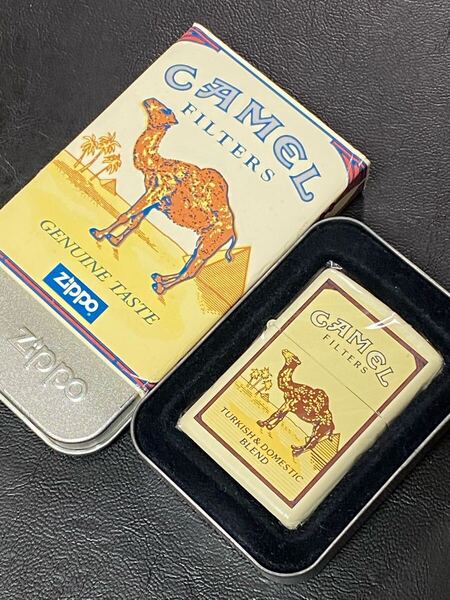 CAMEL
FILTERS
GENUINE TASTE
zippo
zippo
CAMEL
FILTERS
TURKISH & DOMESTIC
BLEND